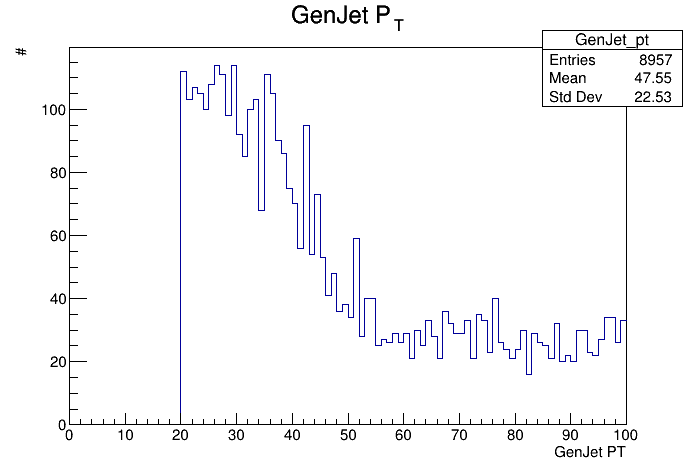 GenJet P_T
#
GenJet_pt
Entries 8957
Mean 47.55
Std Dev 22.53
100
80
60
40
20
0
0 10 20 30 40 50 60 70 80 90 100
GenJet PT